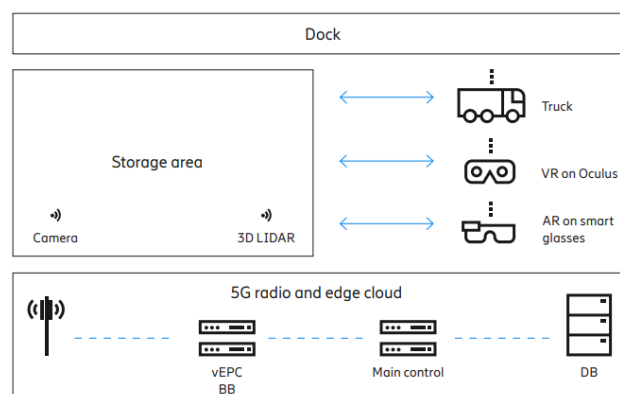 Dock
Storage area
Camera
3D LIDAR
Truck
VR on Oculus
AR on smart
glasses
5G radio and edge cloud
vEPC
BB
Main control
DB